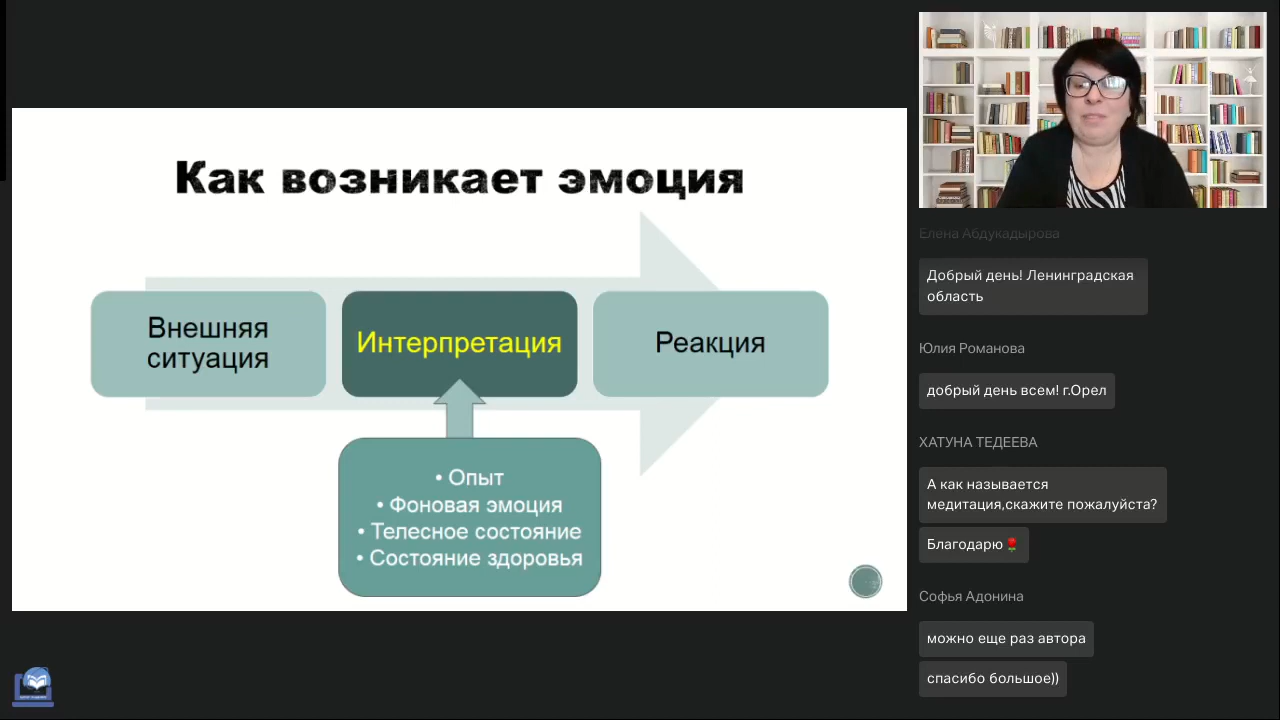 Как возникает эмоция
Внешняя
ситуация
Интерпретация
Реакция
• Опыт
• Фоновая эмоция
• Телесное состояние
• Состояние здоровья
Елена Абдукадырова
Добрый день! Ленинградская
область
Юлия Романова
добрый день всем! г.Орел
ХАТУНА ТЕДЕЕВА
А как называется
медитация,скажите пожалуйста?
Благодарю🌹
Софья Адонина
можно еще раз автора
спасибо большое))